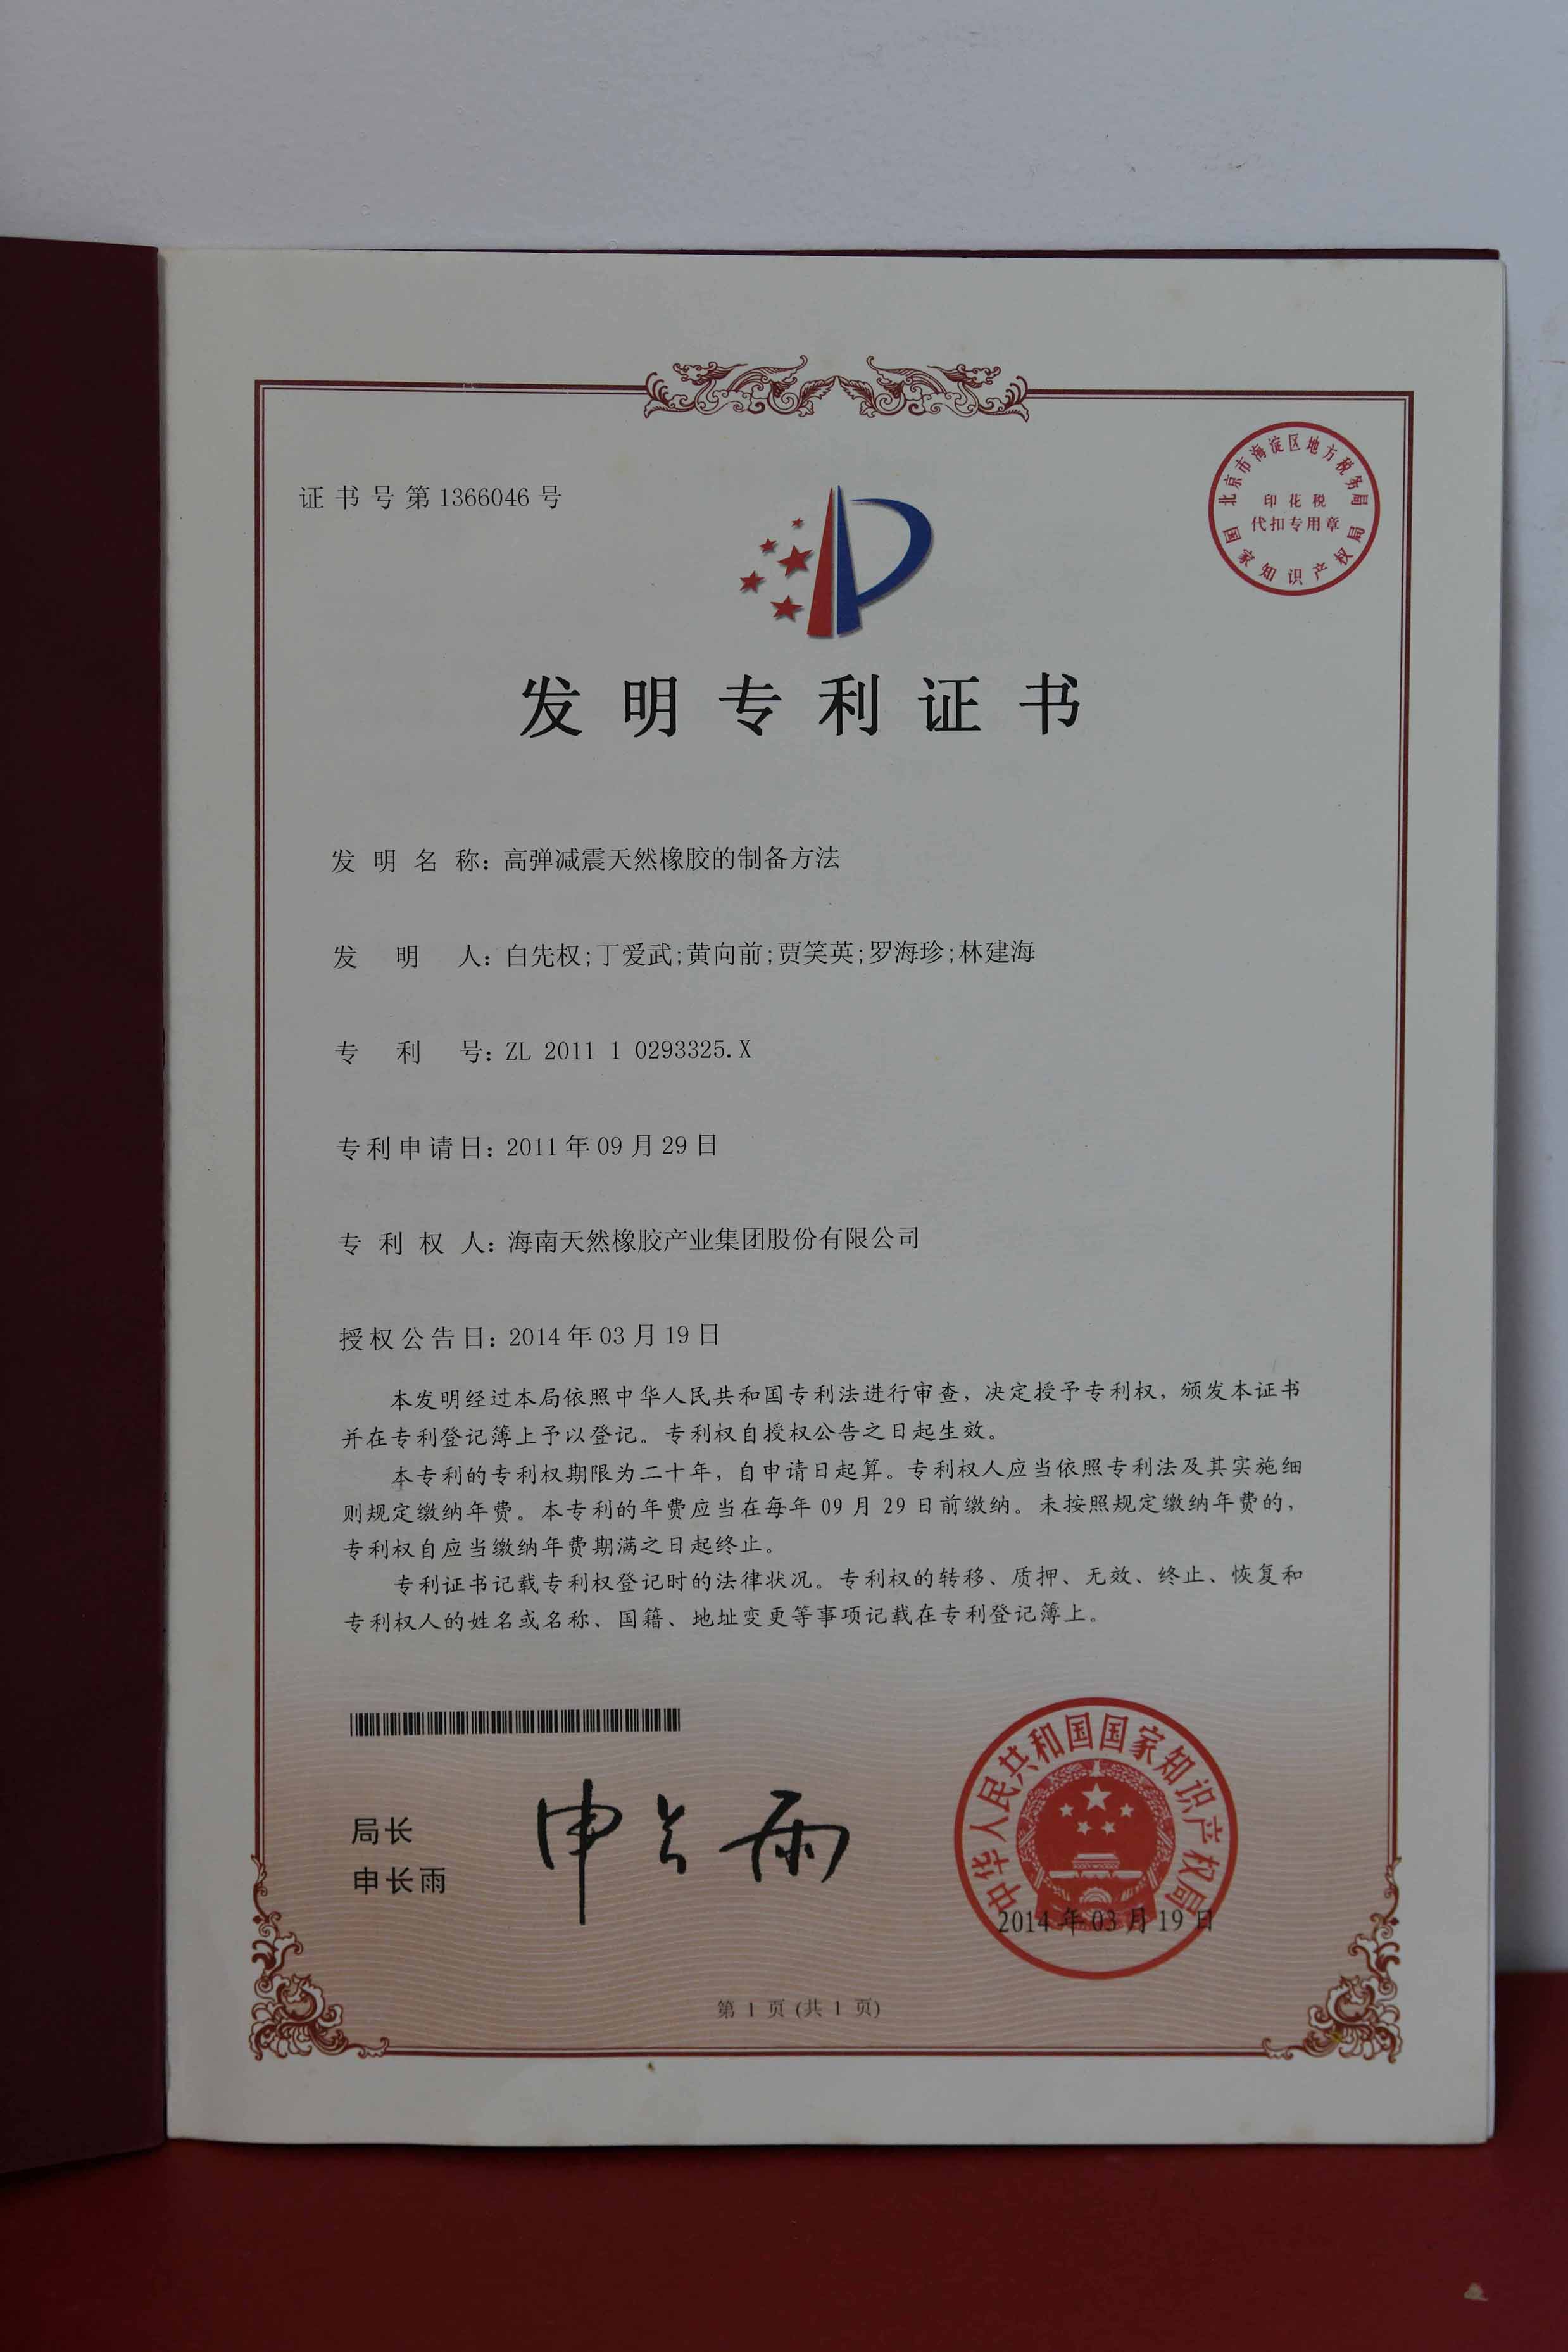 证书号第1366046号
北京市海淀区地方税务局
印花税
代扣专用章
国家知识产权局
发明专利证书
发明名称：高弹减震天然橡胶的制备方法
发明人：白先权;丁爱武;黄向前;贾笑英;罗海珍;林建海
专利号：ZL 2011 1 0293325.X
专利申请日：2011年09月29日
专利权人：海南天然橡胶产业集团股份有限公司
授权公告日：2014年03月19日
本发明经过本局依照中华人民共和国专利法进行审查，决定授予专利权，颁发本证书
并在专利登记簿上予以登记。专利权自授权公告之日起生效。
本专利的专利权期限为二十年，自申请日起算。专利权人应当依照专利法及其实施细
则规定缴纳年费。本专利的年费应当在每年09月29日前缴纳。未按照规定缴纳年费的，
专利权自应当缴纳年费期满之日起终止。
专利证书记载专利权登记时的法律状况。专利权的转移、质押、无效、终止、恢复和
专利权人的姓名或名称、国籍、地址变更等事项记载在专利登记簿上。
局长
申长雨
申长雨
中华人民共和国国家知识产权局
2014年03月19日
第1页(共1页)